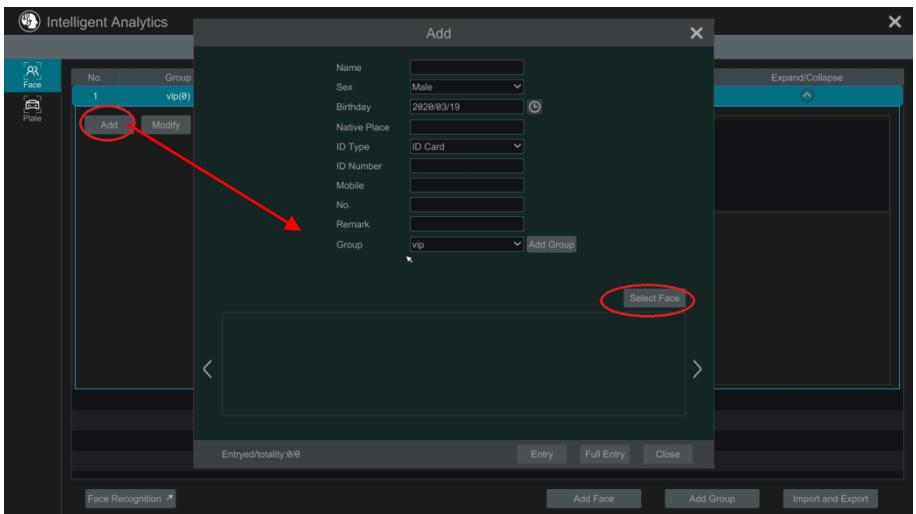 Intelligent Analytics
Add
Face
Plate
No.
Group
Expand/Collapse
1
vip(0)
Add
Modify
Name
Sex
Male
Birthday
2020/03/19
Native Place
ID Type
ID Card
ID Number
Mobile
No.
Remark
Group
vip
Add Group
Select Face
Entryed/totality:0/0
Entry
Full Entry
Close
Face Recognition
Add Face
Add Group
Import and Export